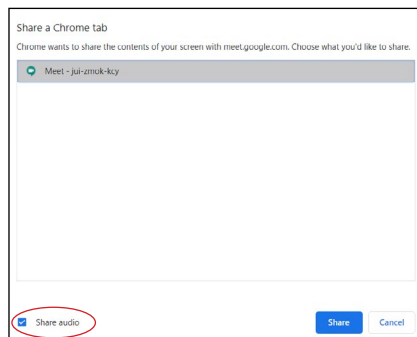 Share a Chrome tab
Chrome wants to share the contents of your screen with meet.google.com. Choose what you'd like to share.
Meet - jui-zmok-kcy
Share audio
Share
Cancel